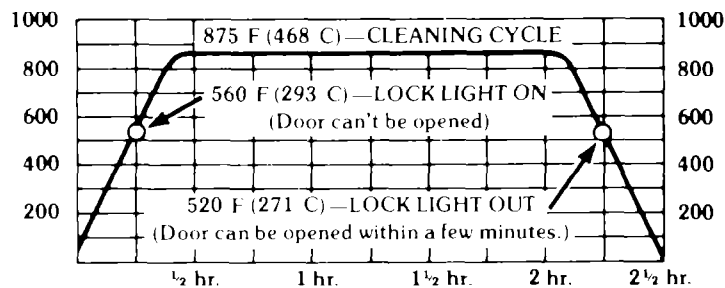 1000 1000
875 F (468 C)—CLEANING CYCLE
800 800
560 F (293 C)—LOCK LIGHT ON
600 600
(Door can't be opened)
400 400
520 F (271 C)—LOCK LIGHT OUT
200 200
(Door can be opened within a few minutes.)
½ hr. 1 hr. 1½ hr. 2 hr. 2½ hr.